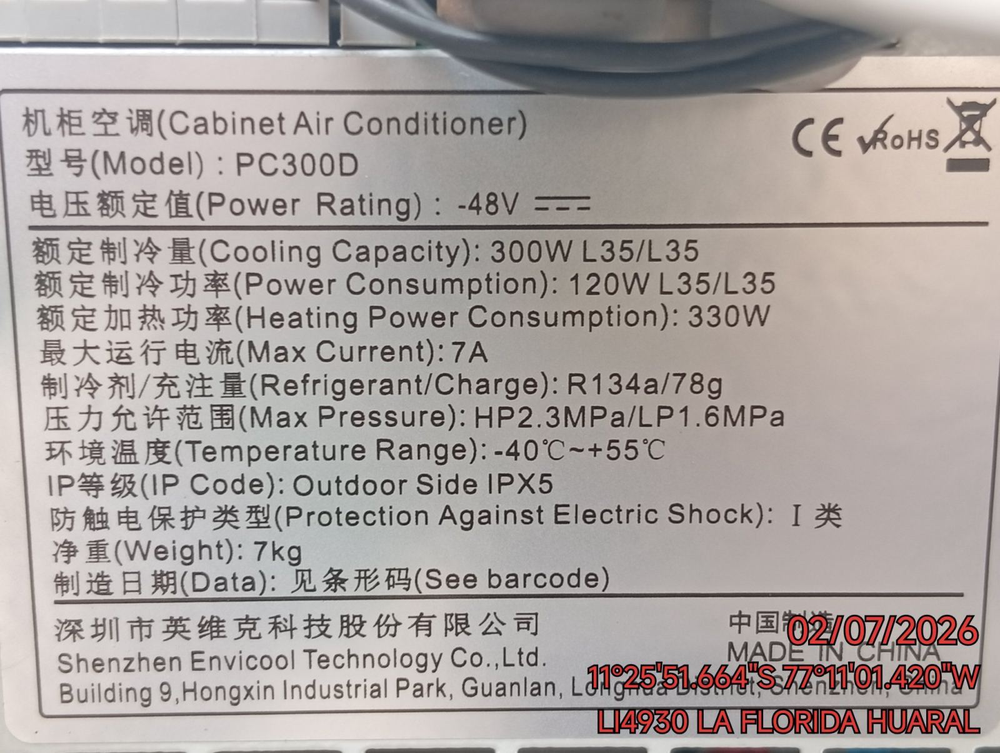 机柜空调(Cabinet Air Conditioner)
CE RoHS
型号(Model) : PC300D
电压额定值(Power Rating) : -48V
额定制冷量(Cooling Capacity): 300W L35/L35
额定制冷功率(Power Consumption): 120W L35/L35
额定加热功率(Heating Power Consumption): 330W
最大运行电流(Max Current): 7A
制冷剂/充注量(Refrigerant/Charge): R134a/78g
压力允许范围(Max Pressure): HP2.3MPa/LP1.6MPa
环境温度(Temperature Range): -40℃~+55℃
IP等级(IP Code): Outdoor Side IPX5
防触电保护类型(Protection Against Electric Shock): I 类
净重(Weight): 7kg
制造日期(Data): 见条形码(See barcode)
深圳市英维克科技股份有限公司
中国制造
Shenzhen Envicool Technology Co.,Ltd.
MADE IN CHINA
Building 9,Hongxin Industrial Park, Guanlan, Longhua District, Shenzhen, China
02/07/2026
11°25'51.664"S 77°11'01.420"W
LI4930 LA FLORIDA HUARAL